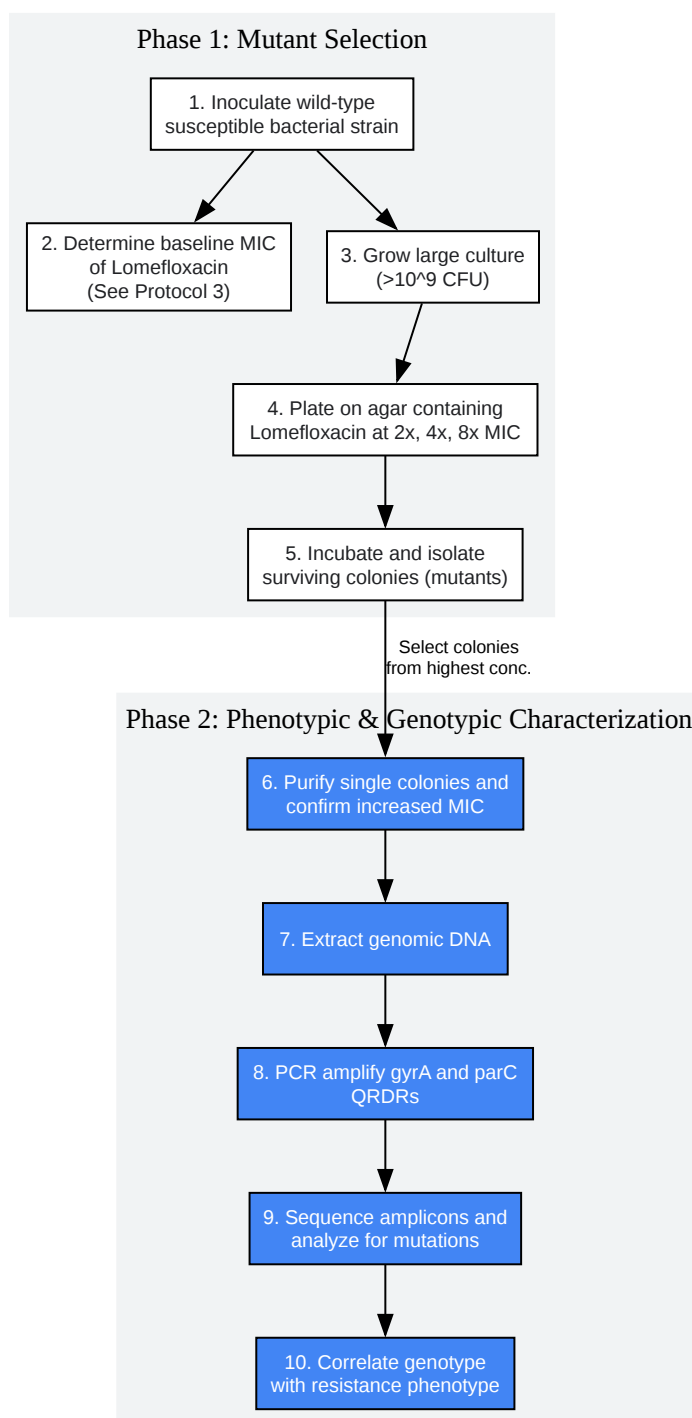 Phase 1: Mutant Selection
1. Inoculate wild-type
susceptible bacterial strain
2. Determine baseline MIC
of Lomefloxacin
(See Protocol 3)
3. Grow large culture
(>10^9 CFU)
4. Plate on agar containing
Lomefloxacin at 2x, 4x, 8x MIC
5. Incubate and isolate
surviving colonies (mutants)
Select colonies
from highest conc.
Phase 2: Phenotypic & Genotypic Characterization
6. Purify single colonies and
confirm increased MIC
7. Extract genomic DNA
8. PCR amplify gyrA and parC
QRDRs
9. Sequence amplicons and
analyze for mutations
10. Correlate genotype
with resistance phenotype